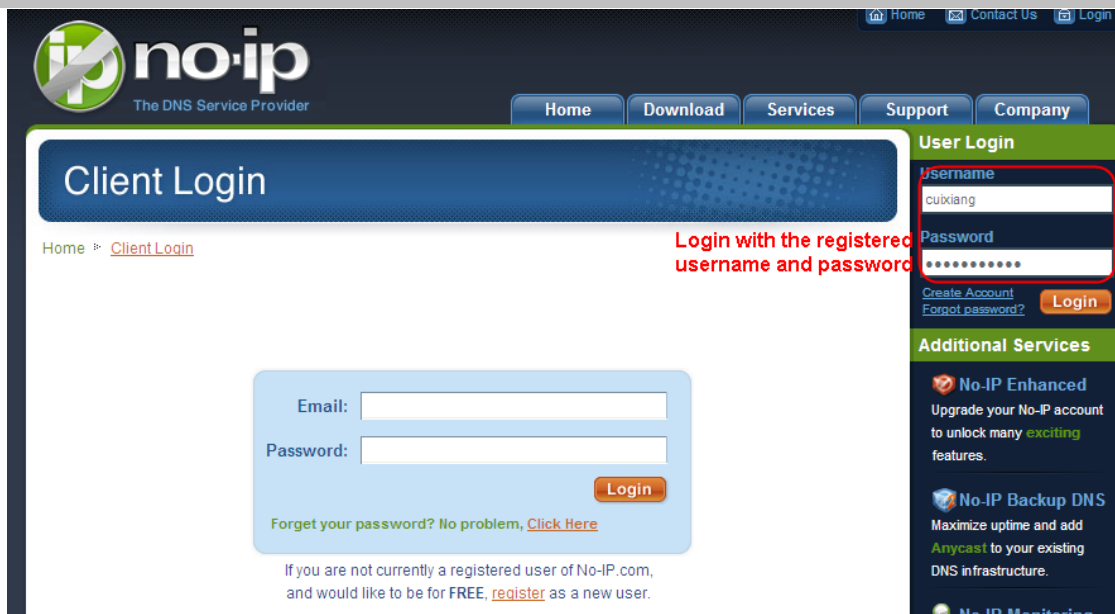 Home Contact Us Login
ip no·ip
The DNS Service Provider
Home Download Services Support Company
Client Login
Home Client Login
Login with the registered
username and password
User Login
Username
cuixiang
Password
Create Account
Forgot password?
Login
Email:
Password:
Login
Forget your password? No problem, Click Here
If you are not currently a registered user of No-IP.com,
and would like to be for FREE, register as a new user.
Additional Services
No-IP Enhanced
Upgrade your No-IP account
to unlock many exciting
features.
No-IP Backup DNS
Maximize uptime and add
Anycast to your existing
DNS infrastructure.
No-IP Monitoring